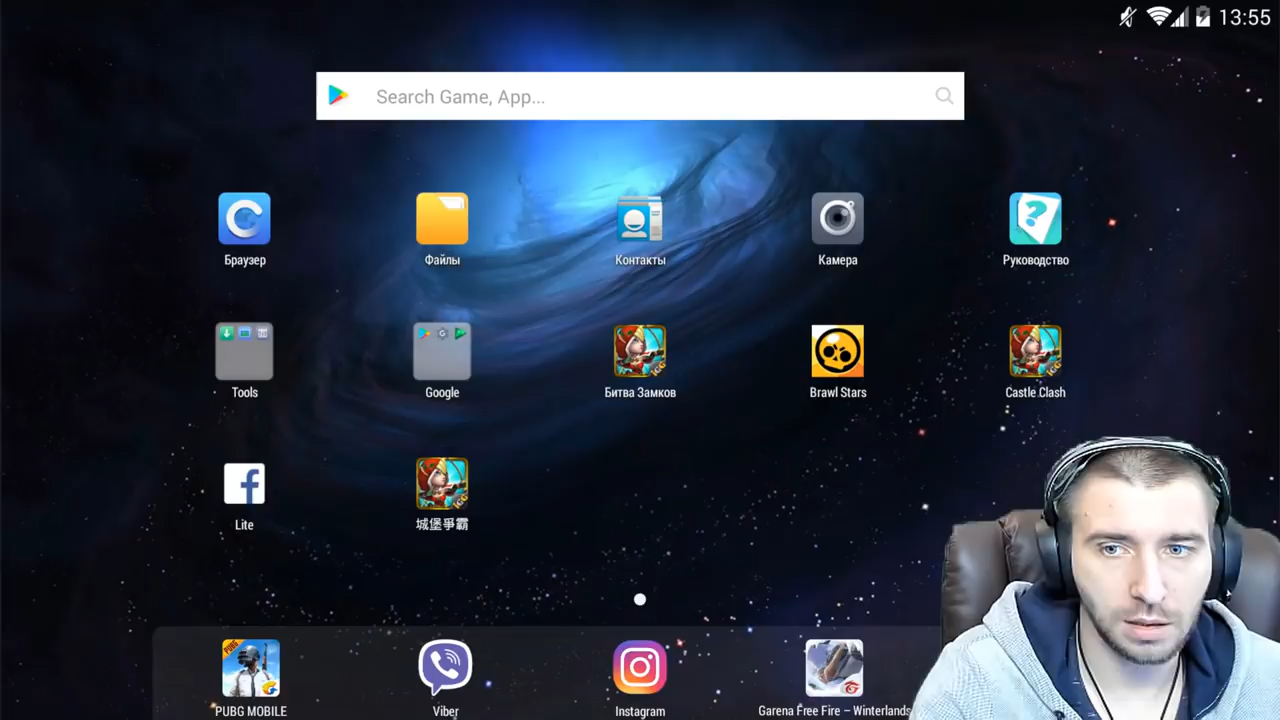 13:55
Search Game, App...
Браузер
Файлы
Контакты
Камера
Руководство
Tools
Google
Битва Замков
Brawl Stars
Castle Clash
Lite
城堡爭霸
PUBG MOBILE
Viber
Instagram
Garena Free Fire – Winterlands